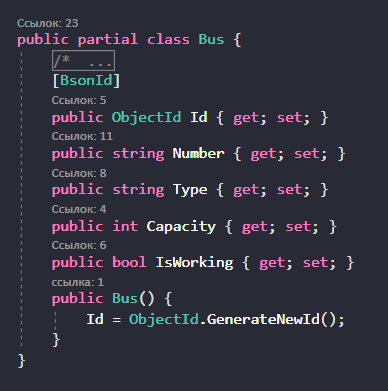 Ссылок: 23
public partial class Bus {
/*  ...
[BsonId]
Ссылок: 5
public ObjectId Id { get; set; }
Ссылок: 11
public string Number { get; set; }
Ссылок: 8
public string Type { get; set; }
Ссылок: 4
public int Capacity { get; set; }
Ссылок: 6
public bool IsWorking { get; set; }
ссылка: 1
public Bus() {
Id = ObjectId.GenerateNewId();
}
}